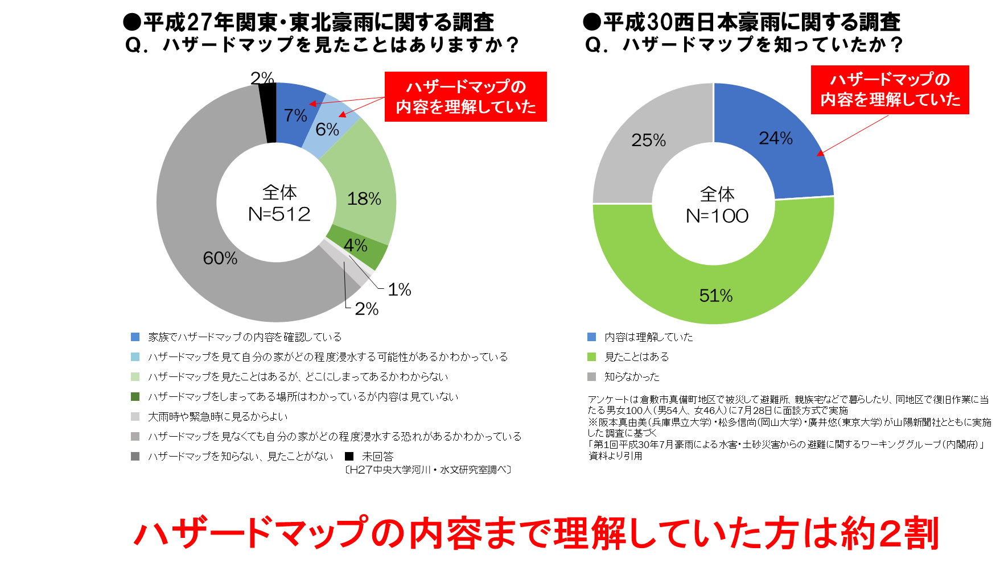 ●平成27年関東・東北豪雨に関する調査
Q．ハザードマップを見たことはありますか？
2%
7%
6%
18%
4%
1%
2%
60%
ハザードマップの
内容を理解していた
全体
N=512
家族でハザードマップの内容を確認している
ハザードマップを見て自分の家がどの程度浸水する可能性があるかわかっている
ハザードマップを見たことはあるが、どこにしまってあるかわからない
ハザードマップをしまってある場所はわかっているが内容は見ていない
大雨時や緊急時に見るからよい
ハザードマップを見なくても自分の家がどの程度浸水する恐れがあるかわかっている
ハザードマップを知らない、見たことがない　未回答
〔H27中央大学河川・水文研究室調べ〕
●平成30西日本豪雨に関する調査
Q．ハザードマップを知っていたか？
ハザードマップの
内容を理解していた
25%
24%
51%
全体
N=100
内容は理解していた
見たことはある
知らなかった
アンケートは倉敷市真備町地区で被災して避難所、親族宅などで暮らしたり、同地区で復旧作業に当
たる男女100人（男54人、女46人）に7月28日に面談方式で実施
※阪本真由美（兵庫県立大学）・松多信尚（岡山大学）・廣井悠（東京大学）が山陽新聞社とともに実施
した調査に基づく
「第1回平成30年7月豪雨による水害・土砂災害からの避難に関するワーキンググループ（内閣府）」
資料より引用
ハザードマップの内容まで理解していた方は約２割